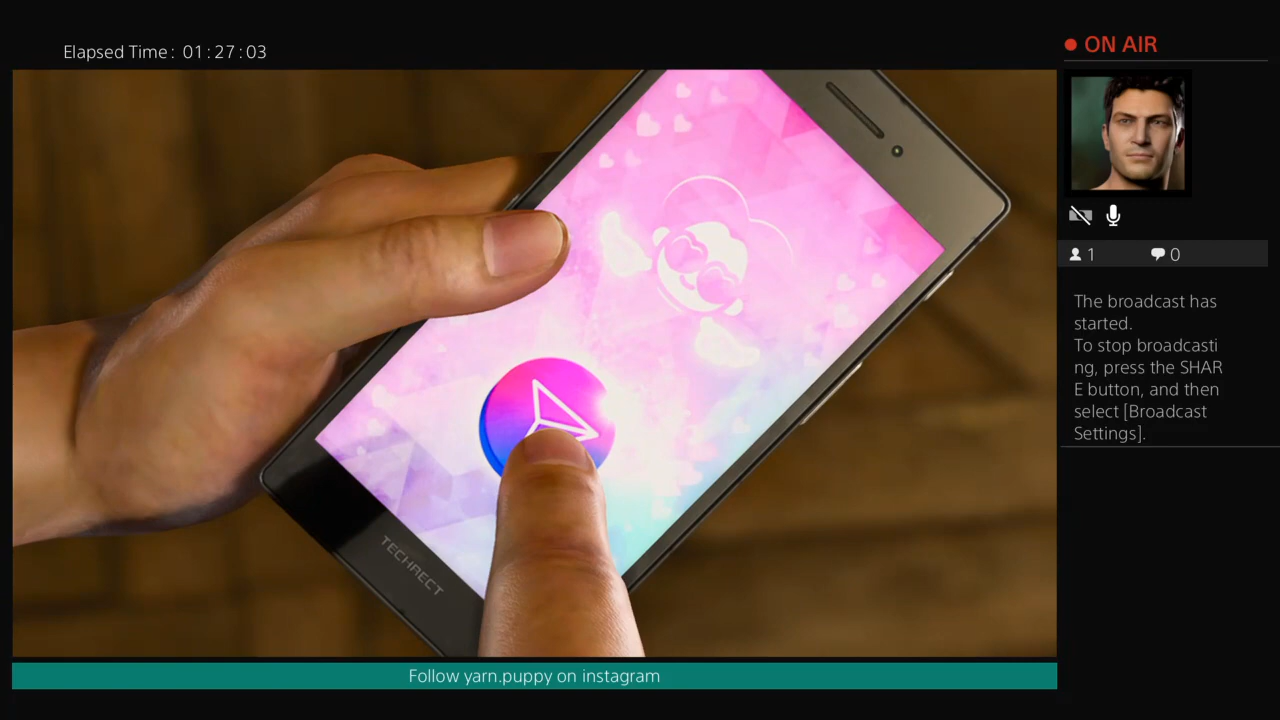 Elapsed Time: 01:27:03
ON AIR
1
0
The broadcast has
started.
To stop broadcasti
ng, press the SHAR
E button, and then
select [Broadcast
Settings].
TECHRECT
Follow yarn.puppy on instagram